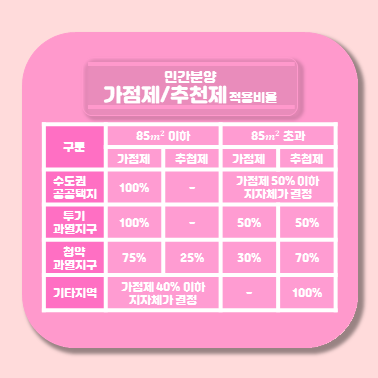 민간분양
가점제/추천제 적용비율
구분 85m² 이하 85m² 초과
가점제 추첨제 가점제 추첨제
수도권
공공택지 100% - 가점제 50% 이하
지자체가 결정
투기
과열지구 100% - 50% 50%
청약
과열지구 75% 25% 30% 70%
기타지역 가점제 40% 이하
지자체가 결정 - 100%